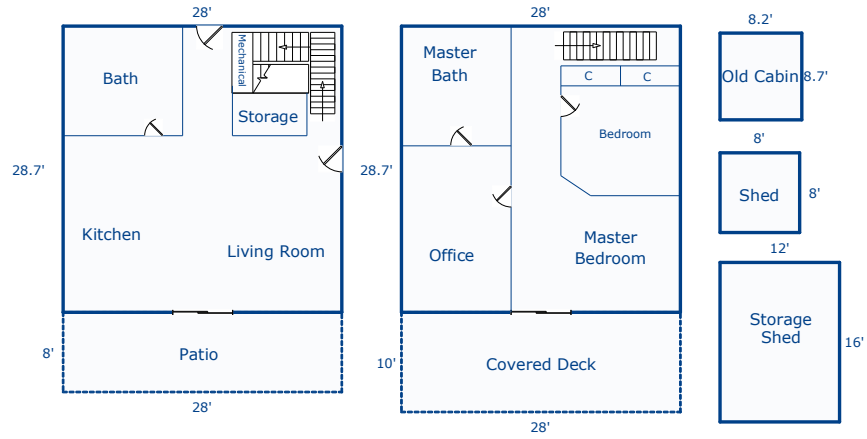 28'
Bath
Mechanical
Storage
28.7'
Kitchen
Living Room
8'
Patio
28'
28'
Master
Bath
C C
Bedroom
28.7'
Office
Master
Bedroom
10'
Covered Deck
28'
8.2'
Old Cabin
8.7'
8'
Shed
8'
12'
Storage
Shed
16'